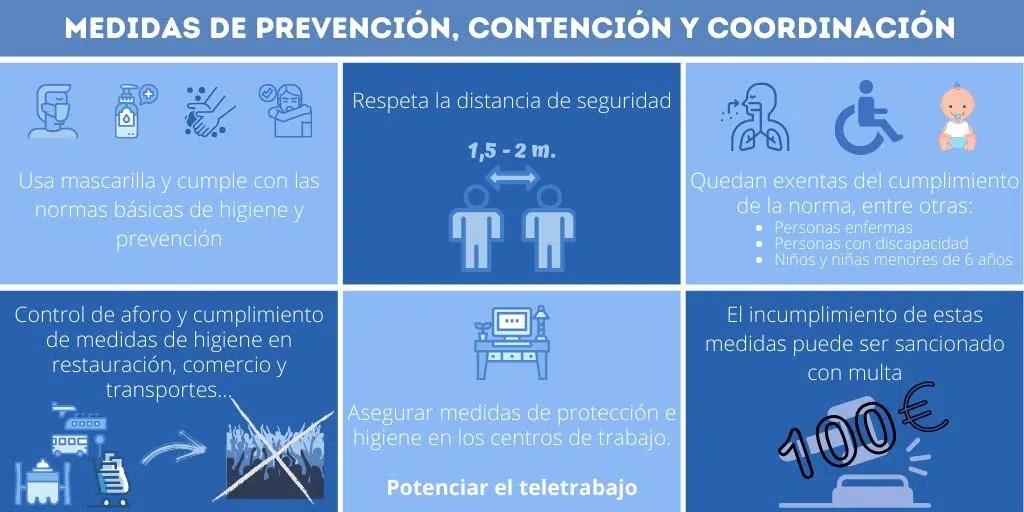 MEDIDAS DE PREVENCIÓN, CONTENCIÓN Y COORDINACIÓN
Usa mascarilla y cumple con las
normas básicas de higiene y
prevención
Respeta la distancia de seguridad
1,5 - 2 m.
Quedan exentas del cumplimiento
de la norma, entre otras:
• Personas enfermas
• Personas con discapacidad
• Niños y niñas menores de 6 años
Control de aforo y cumplimiento
de medidas de higiene en
restauración, comercio y
transportes...
Asegurar medidas de protección e
higiene en los centros de trabajo.
Potenciar el teletrabajo
El incumplimiento de estas
medidas puede ser sancionado
con multa
100€